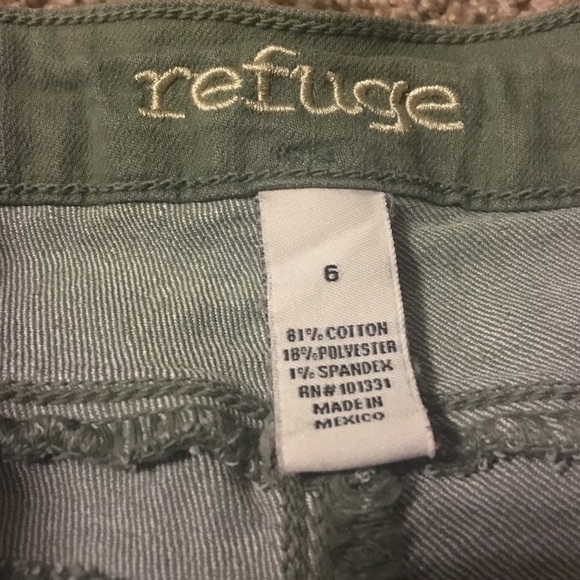 refuge
6
81% COTTON
18% POLYESTER
1% SPANDEX
RN# 101331
MADE IN
MEXICO